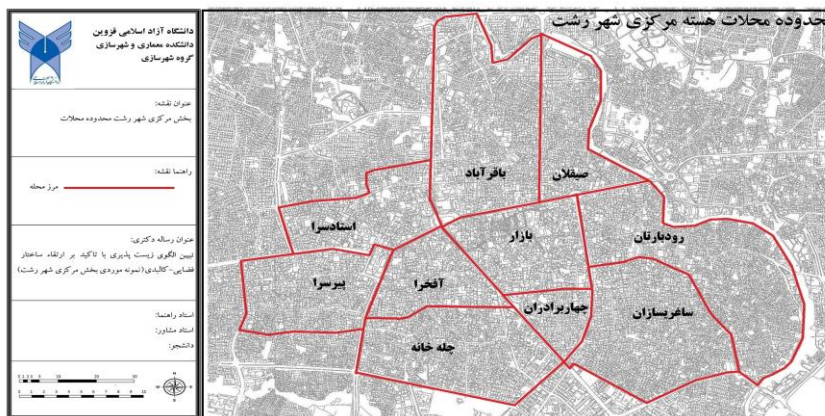 محدوده محلات هسته مرکزی شهر رشت
دانشگاه آزاد اسلامی قزوین
دانشکده معماری و شهرسازی
گروه شهرسازی
عنوان نقشه:
بخش مرکزی شهر رشت محدوده محلات
راهنما نقشه:
مرز محله
عنوان رساله دکتری:
تبیین الگوی زیست پذیری با تاکید بر ارتقاء ساختار
فضایی-کالبدی(نمونه موردی بخش مرکزی شهر رشت)
استاد راهنما:
استاد مشاور:
دانشجو:
باقرآباد
صیقلان
استادسرا
بازار
رودبارتان
پیرسرا
آفخرا
چهاربرادران
ساغریسازان
چله خانه